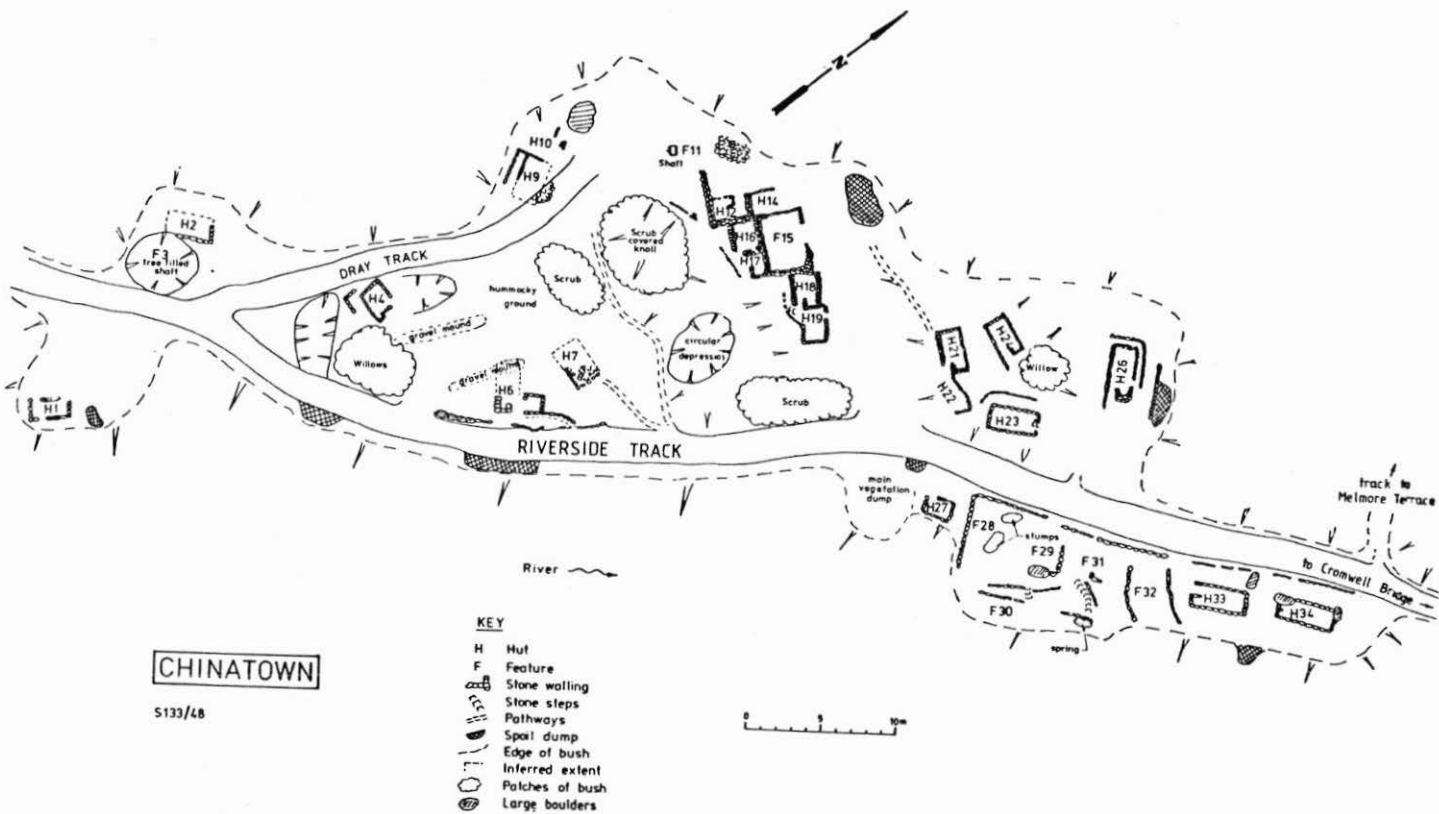 N
H10
F11
Shaft
H9
H2
H12
H14
F3
tree filled
shaft
Scrub
covered
knoll
H16
F15
H17
DRAY TRACK
Scrub
H18
H4
hummocky
ground
H19
gravel mound
circular
depression
H21
H24
Willow
H26
Willows
H7
gravel mound
H6
H22
Scrub
H23
H1
RIVERSIDE TRACK
main
vegetation
dump
track to
Melmore Terrace
H27
F28
stumps
F29
F31
to Cromwell Bridge
F32
H33
H34
F30
spring
River
KEY
H Hut
F Feature
Stone walling
Stone steps
Pathways
Spoil dump
Edge of bush
Inferred extent
Patches of bush
Large boulders
CHINATOWN
S133/48
0 5 10m